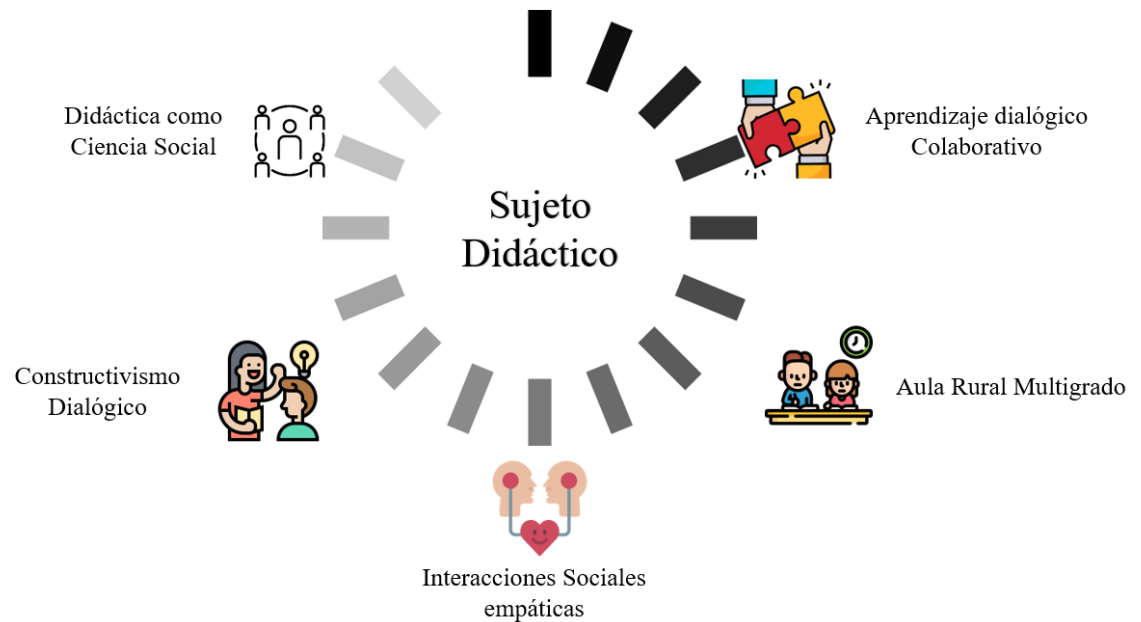 Didáctica como
Ciencia Social
Aprendizaje dialógico
Colaborativo
Sujeto
Didáctico
Constructivismo
Dialógico
Aula Rural Multigrado
Interacciones Sociales
empáticas